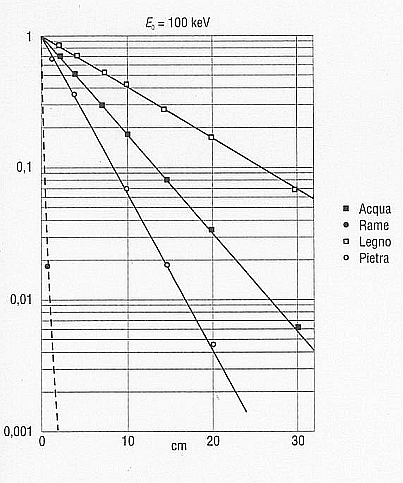 E₀ = 100 keV
1
0,1
0,01
0,001
0
10
20
30
cm
Acqua
Rame
Legno
Pietra